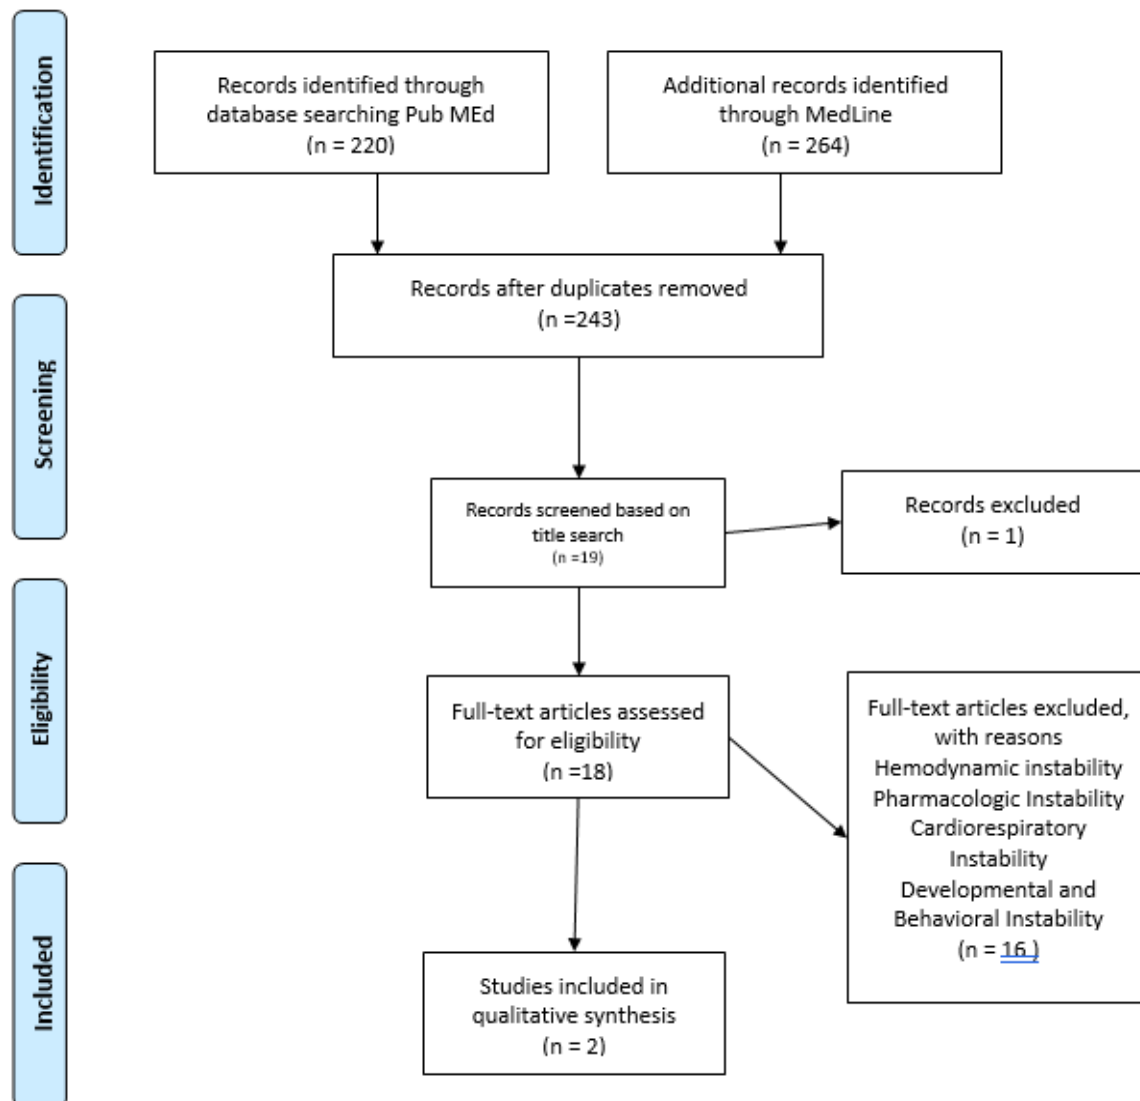 Identification
Records identified through
database searching Pub MEd
(n = 220)
Additional records identified
through MedLine
(n = 264)
Records after duplicates removed
(n =243)
Screening
Records screened based on
title search
(n =19)
Records excluded
(n = 1)
Eligibility
Full-text articles assessed
for eligibility
(n =18)
Full-text articles excluded,
with reasons
Hemodynamic instability
Pharmacologic Instability
Cardiorespiratory
Instability
Developmental and
Behavioral Instability
(n = 16 )
Included
Studies included in
qualitative synthesis
(n = 2)